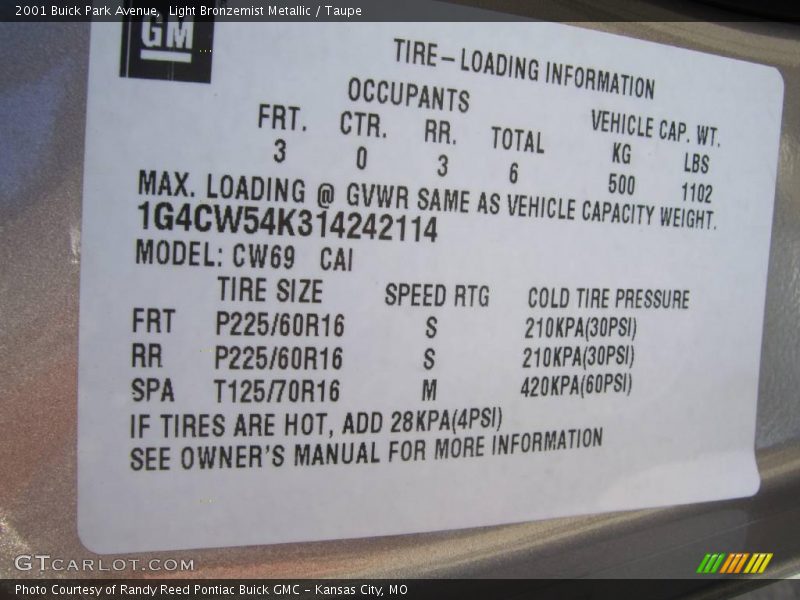 2001 Buick Park Avenue, Light Bronzemist Metallic / Taupe
GM
TIRE-LOADING INFORMATION
OCCUPANTS VEHICLE CAP. WT.
FRT. CTR. RR. TOTAL KG LBS
3 0 3 6 500 1102
MAX. LOADING @ GVWR SAME AS VEHICLE CAPACITY WEIGHT.
1G4CW54K314242114
MODEL: CW69 CAI
TIRE SIZE SPEED RTG COLD TIRE PRESSURE
FRT P225/60R16 S 210KPA(30PSI)
RR P225/60R16 S 210KPA(30PSI)
SPA T125/70R16 M 420KPA(60PSI)
IF TIRES ARE HOT, ADD 28KPA(4PSI)
SEE OWNER'S MANUAL FOR MORE INFORMATION
GTCARLOT.COM
Photo Courtesy of Randy Reed Pontiac Buick GMC - Kansas City, MO